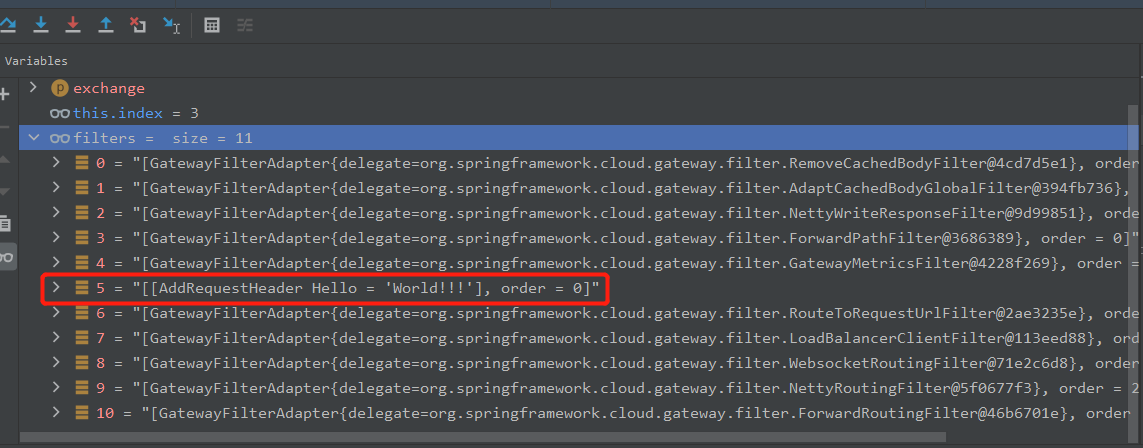 Variables
p exchange
this.index = 3
filters = size = 11
0 = "[GatewayFilterAdapter{delegate=org.springframework.cloud.gateway.filter.RemoveCachedBodyFilter@4cd7d5e1}, order
1 = "[GatewayFilterAdapter{delegate=org.springframework.cloud.gateway.filter.AdaptCachedBodyGlobalFilter@394fb736},
2 = "[GatewayFilterAdapter{delegate=org.springframework.cloud.gateway.filter.NettyWriteResponseFilter@9d99851}, orde
3 = "[GatewayFilterAdapter{delegate=org.springframework.cloud.gateway.filter.ForwardPathFilter@3686389}, order = 0]"
4 = "[GatewayFilterAdapter{delegate=org.springframework.cloud.gateway.filter.GatewayMetricsFilter@4228f269}, order =
5 = "[[AddRequestHeader Hello = 'World!!!'], order = 0]"
6 = "[GatewayFilterAdapter{delegate=org.springframework.cloud.gateway.filter.RouteToRequestUrlFilter@2ae3235e}, order
7 = "[GatewayFilterAdapter{delegate=org.springframework.cloud.gateway.filter.LoadBalancerClientFilter@113eed88}, ord
8 = "[GatewayFilterAdapter{delegate=org.springframework.cloud.gateway.filter.WebsocketRoutingFilter@71e2c6d8}, order
9 = "[GatewayFilterAdapter{delegate=org.springframework.cloud.gateway.filter.NettyRoutingFilter@5f0677f3}, order = 2
10 = "[GatewayFilterAdapter{delegate=org.springframework.cloud.gateway.filter.ForwardRoutingFilter@46b6701e}, order